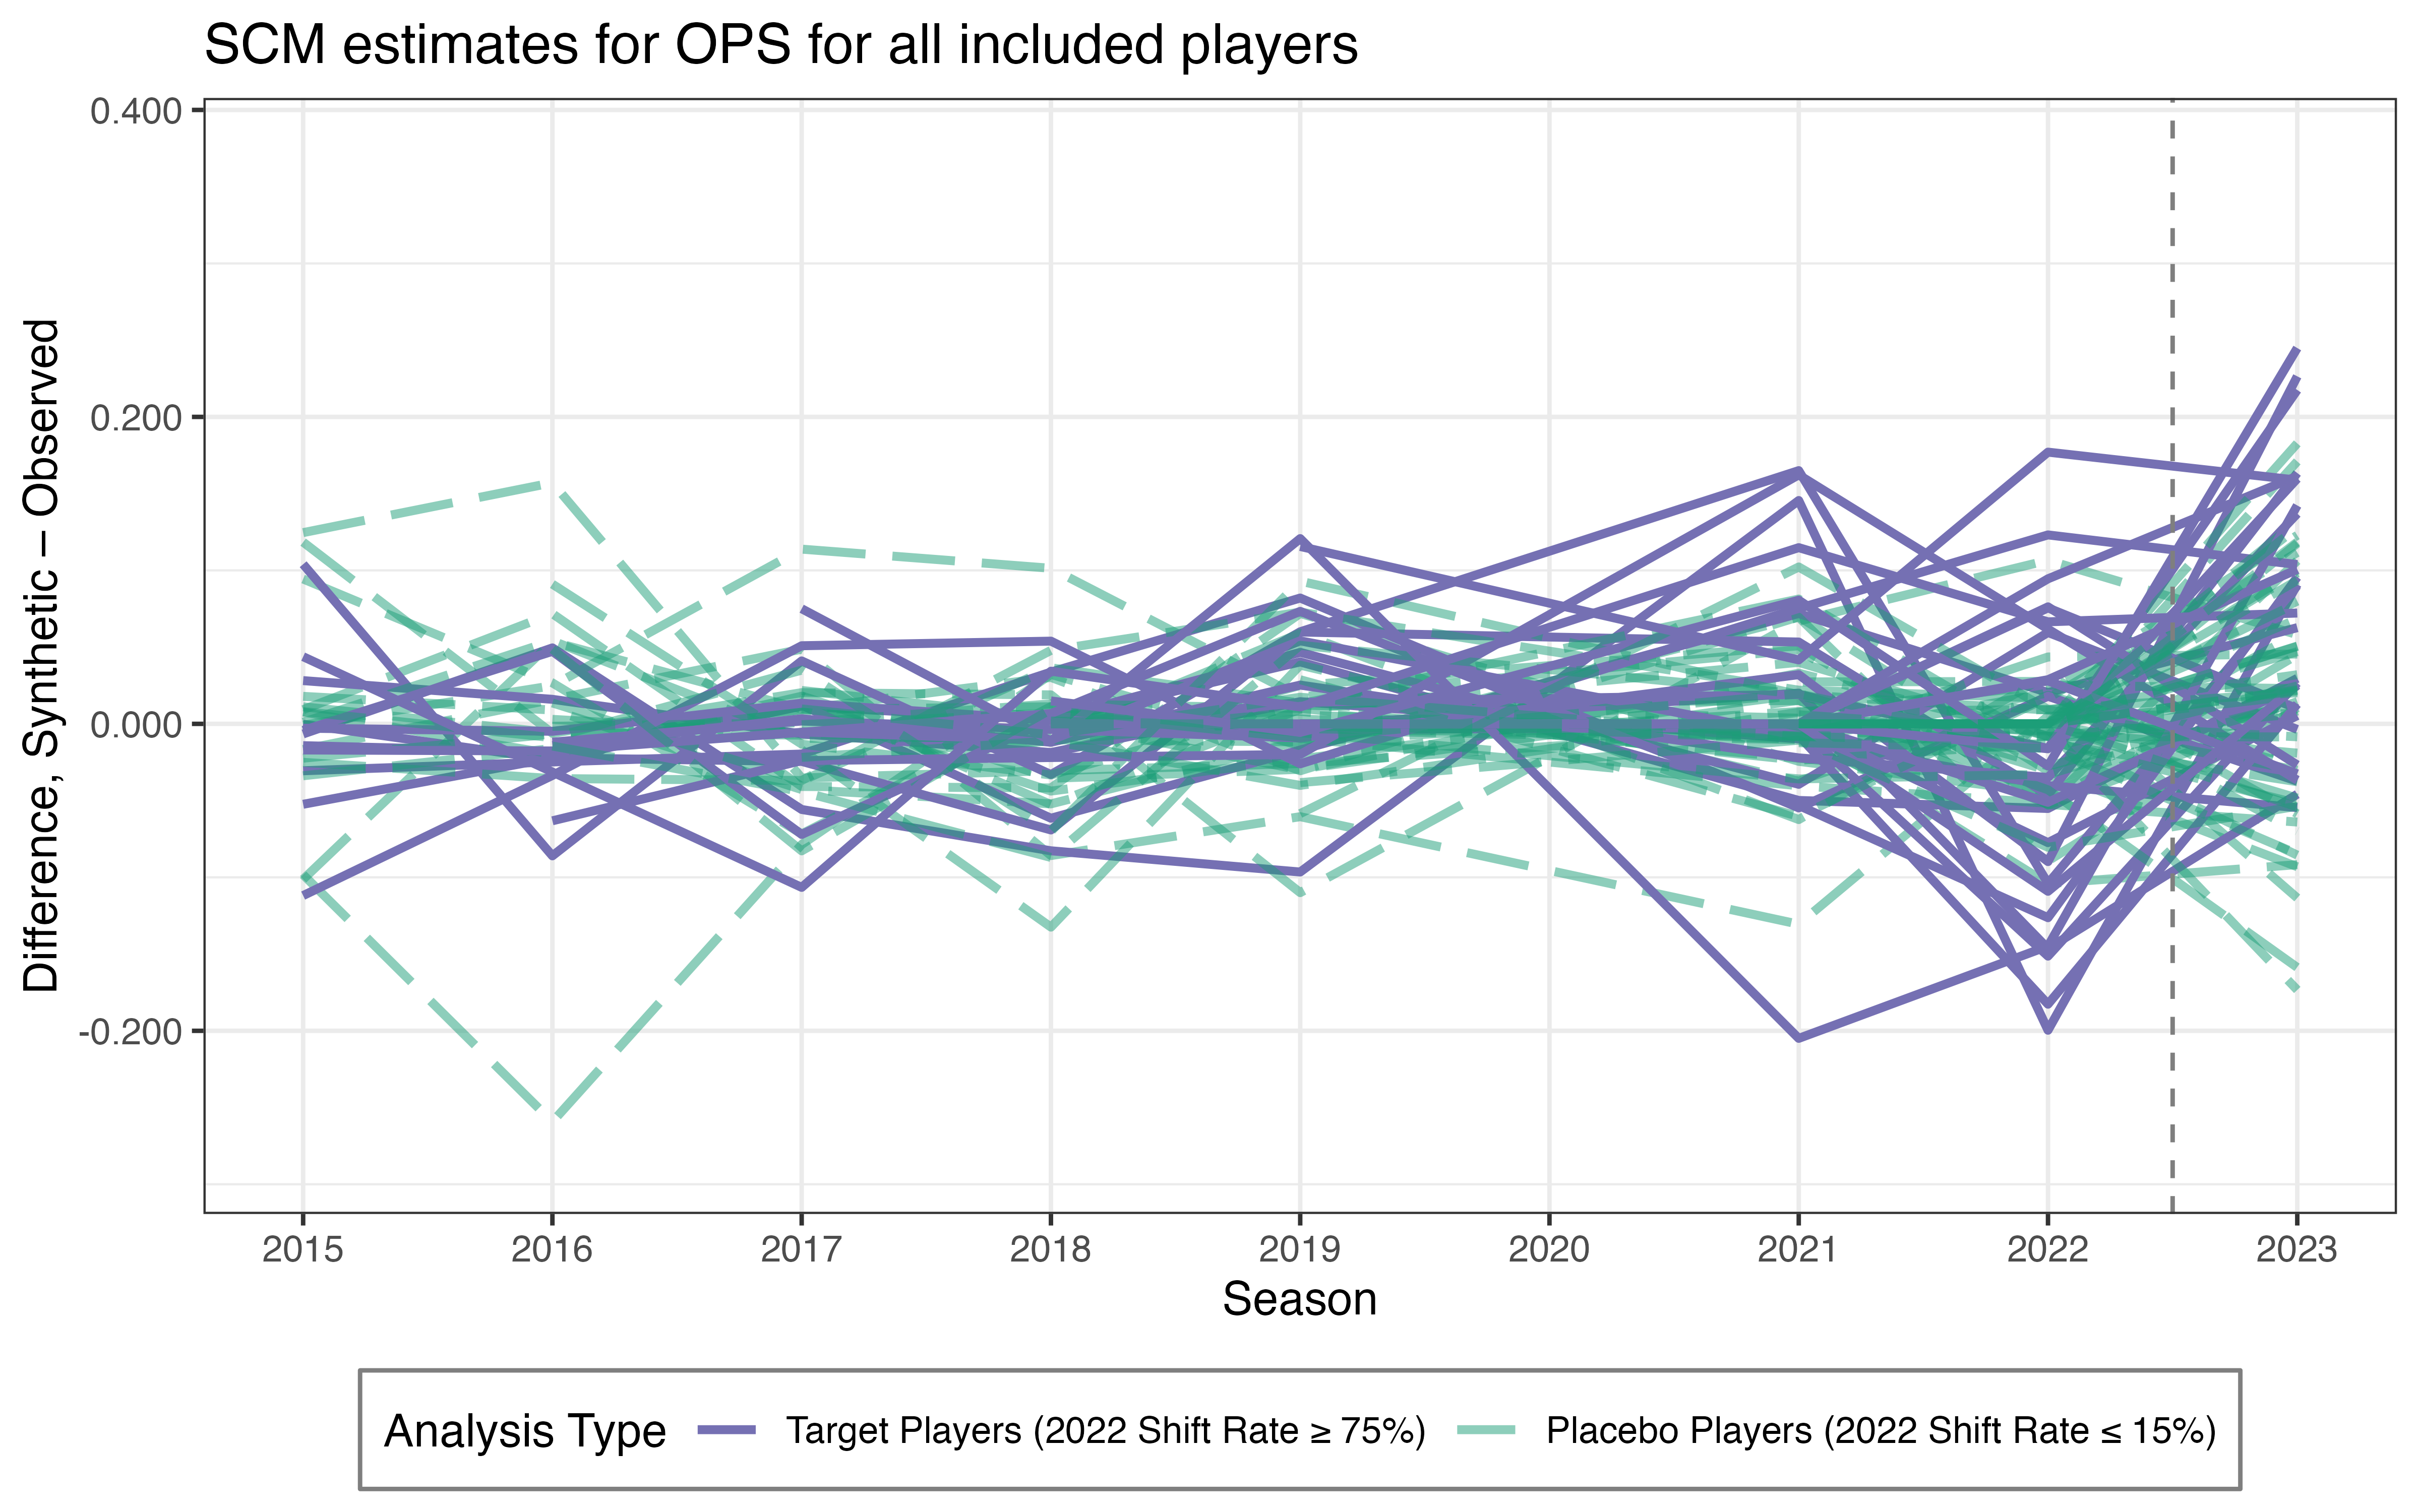 SCM estimates for OPS for all included players
Difference, Synthetic – Observed
0.400
0.200
0.000
-0.200
2015 2016 2017 2018 2019 2020 2021 2022 2023
Season
Analysis Type Target Players (2022 Shift Rate ≥ 75%) Placebo Players (2022 Shift Rate ≤ 15%)